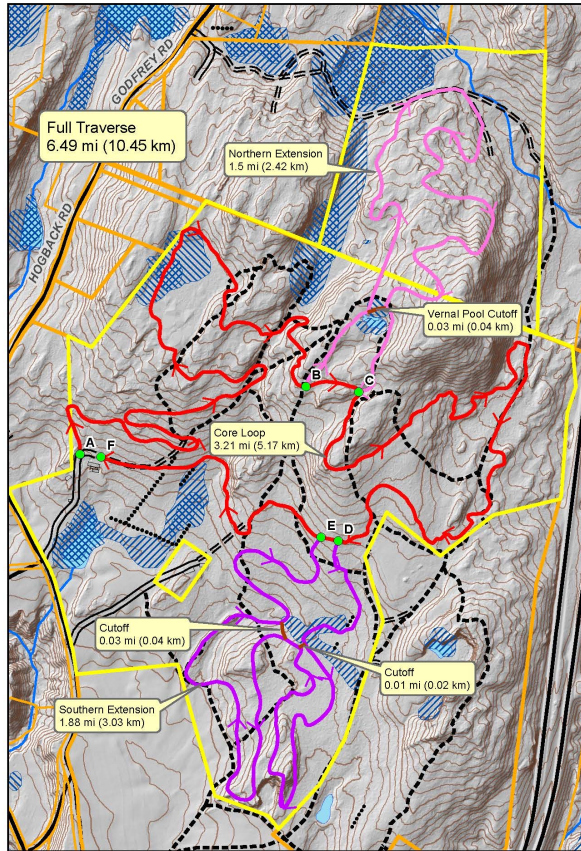 GODFREY RD
Full Traverse
6.49 mi (10.45 km)
Northern Extension
1.5 mi (2.42 km)
HOGBACK RD
Vernal Pool Cutoff
0.03 mi (0.04 km)
B
C
Core Loop
3.21 mi (5.17 km)
A
F
E
D
Cutoff
0.03 mi (0.04 km)
Cutoff
0.01 mi (0.02 km)
Southern Extension
1.88 mi (3.03 km)